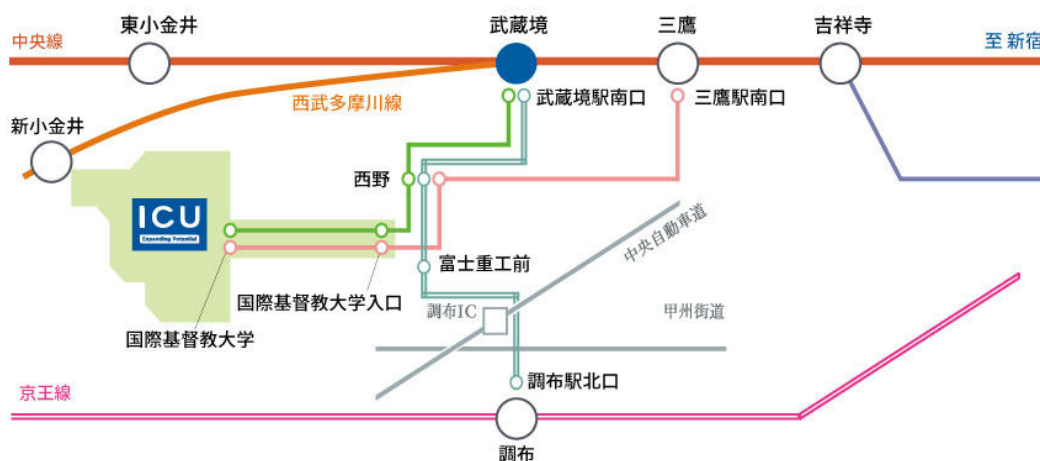 東小金井
武蔵境
三鷹
吉祥寺
中央線
至 新宿
西武多摩川線
武蔵境駅南口
三鷹駅南口
新小金井
西野
ICU
Expanding Potential
中央自動車道
富士重工前
国際基督教大学入口
調布IC
甲州街道
国際基督教大学
調布駅北口
京王線
調布